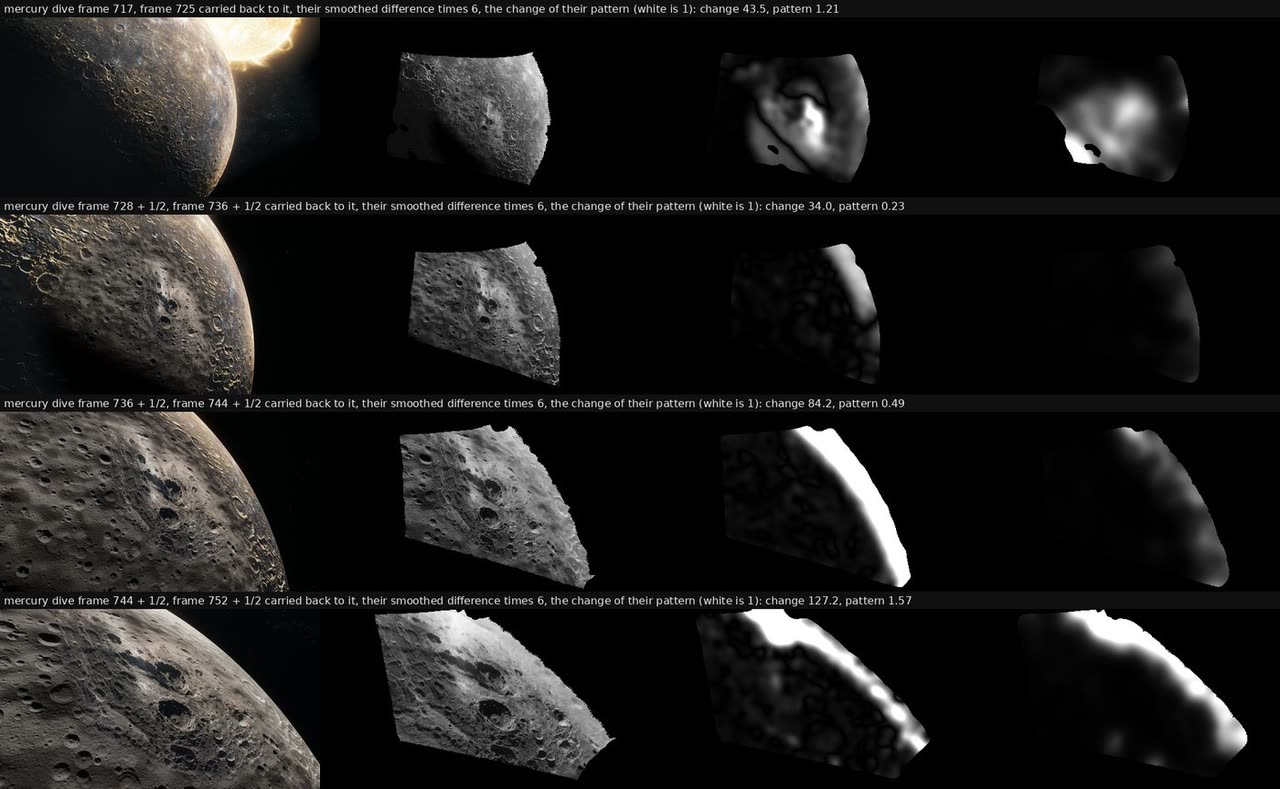 mercury dive frame 717, frame 725 carried back to it, their smoothed difference times 6, the change of their pattern (white is 1): change 43.5, pattern 1.21
mercury dive frame 728 + 1/2, frame 736 + 1/2 carried back to it, their smoothed difference times 6, the change of their pattern (white is 1): change 34.0, pattern 0.23
mercury dive frame 736 + 1/2, frame 744 + 1/2 carried back to it, their smoothed difference times 6, the change of their pattern (white is 1): change 84.2, pattern 0.49
mercury dive frame 744 + 1/2, frame 752 + 1/2 carried back to it, their smoothed difference times 6, the change of their pattern (white is 1): change 127.2, pattern 1.57